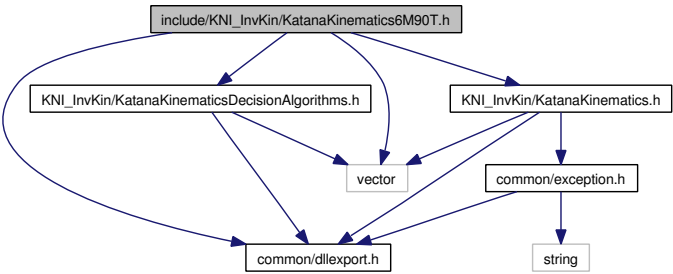 include/KNI_InvKin/KatanaKinematics6M90T.h
KNI_InvKin/KatanaKinematicsDecisionAlgorithms.h
KNI_InvKin/KatanaKinematics.h
vector
common/exception.h
common/dllexport.h
string